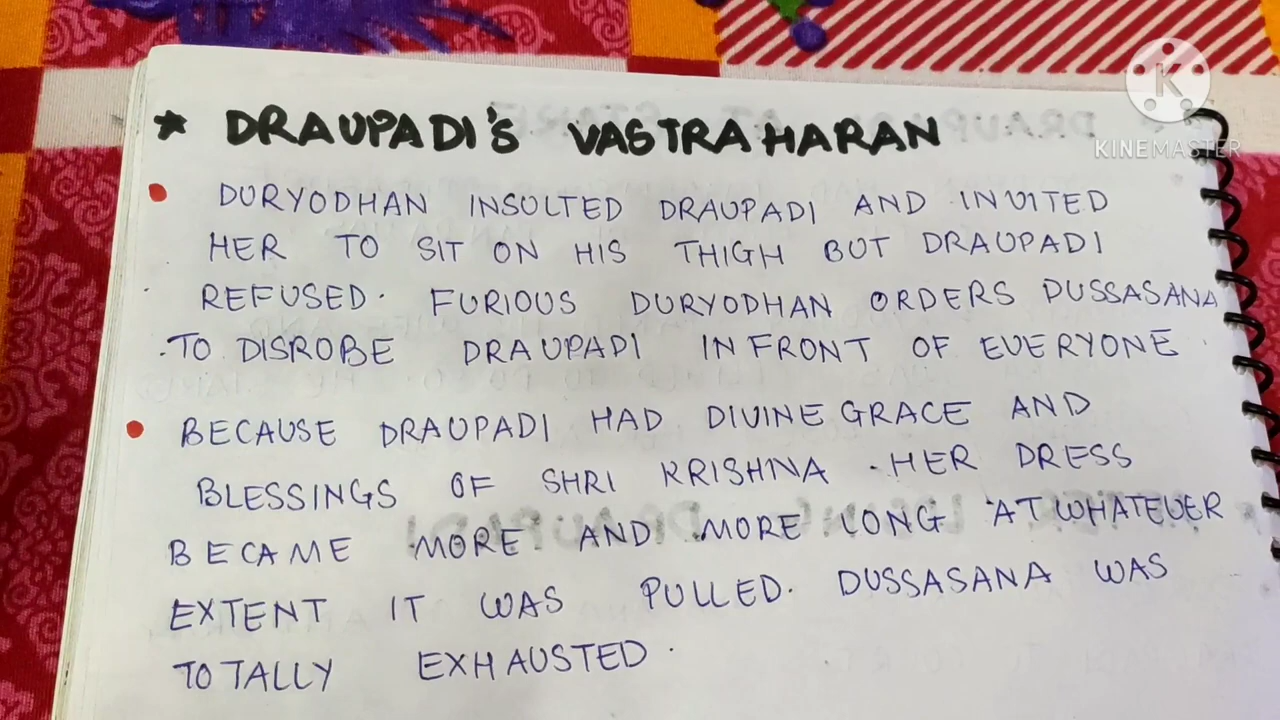 K
KINEMASTER
★ DRAUPADI'S VASTRAHARAN
• DURYODHAN INSULTED DRAUPADI AND INVITED
HER TO SIT ON HIS THIGH BUT DRAUPADI
REFUSED. FURIOUS DURYODHAN ORDERS DUSSASANA
TO DISROBE DRAUPADI INFRONT OF EVERYONE
• BECAUSE DRAUPADI HAD DIVINE GRACE AND
BLESSINGS OF SHRI KRISHNA. HER DRESS
BECAME MORE AND MORE LONG AT WHATEVER
EXTENT IT WAS PULLED. DUSSASANA WAS
TOTALLY EXHAUSTED.